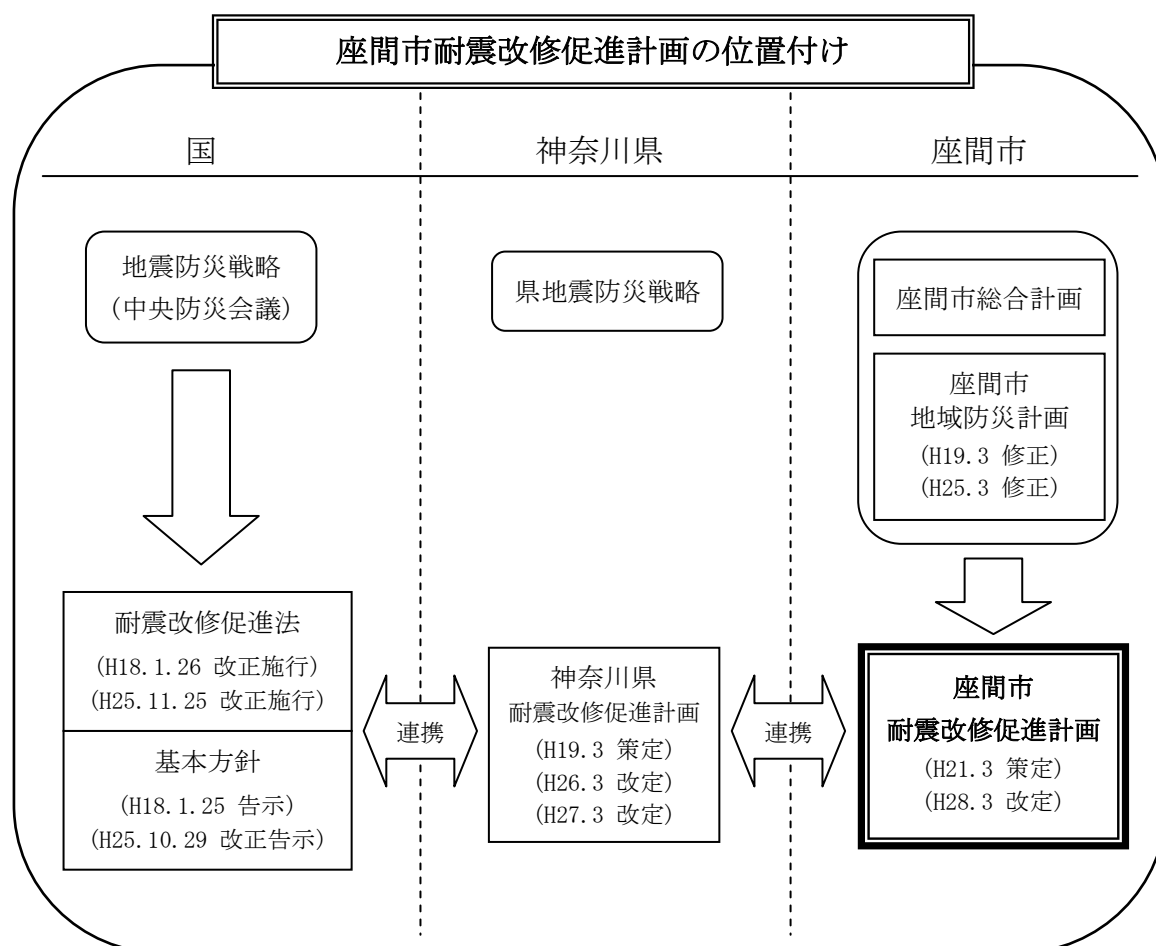 座間市耐震改修促進計画の位置付け
国
神奈川県
座間市
地震防災戦略
(中央防災会議)
県地震防災戦略
座間市総合計画
座間市
地域防災計画
(H19.3 修正)
(H25.3 修正)
耐震改修促進法
(H18.1.26 改正施行)
(H25.11.25 改正施行)
基本方針
(H18.1.25 告示)
(H25.10.29 改正告示)
連携
神奈川県
耐震改修促進計画
(H19.3 策定)
(H26.3 改定)
(H27.3 改定)
連携
座間市
耐震改修促進計画
(H21.3 策定)
(H28.3 改定)